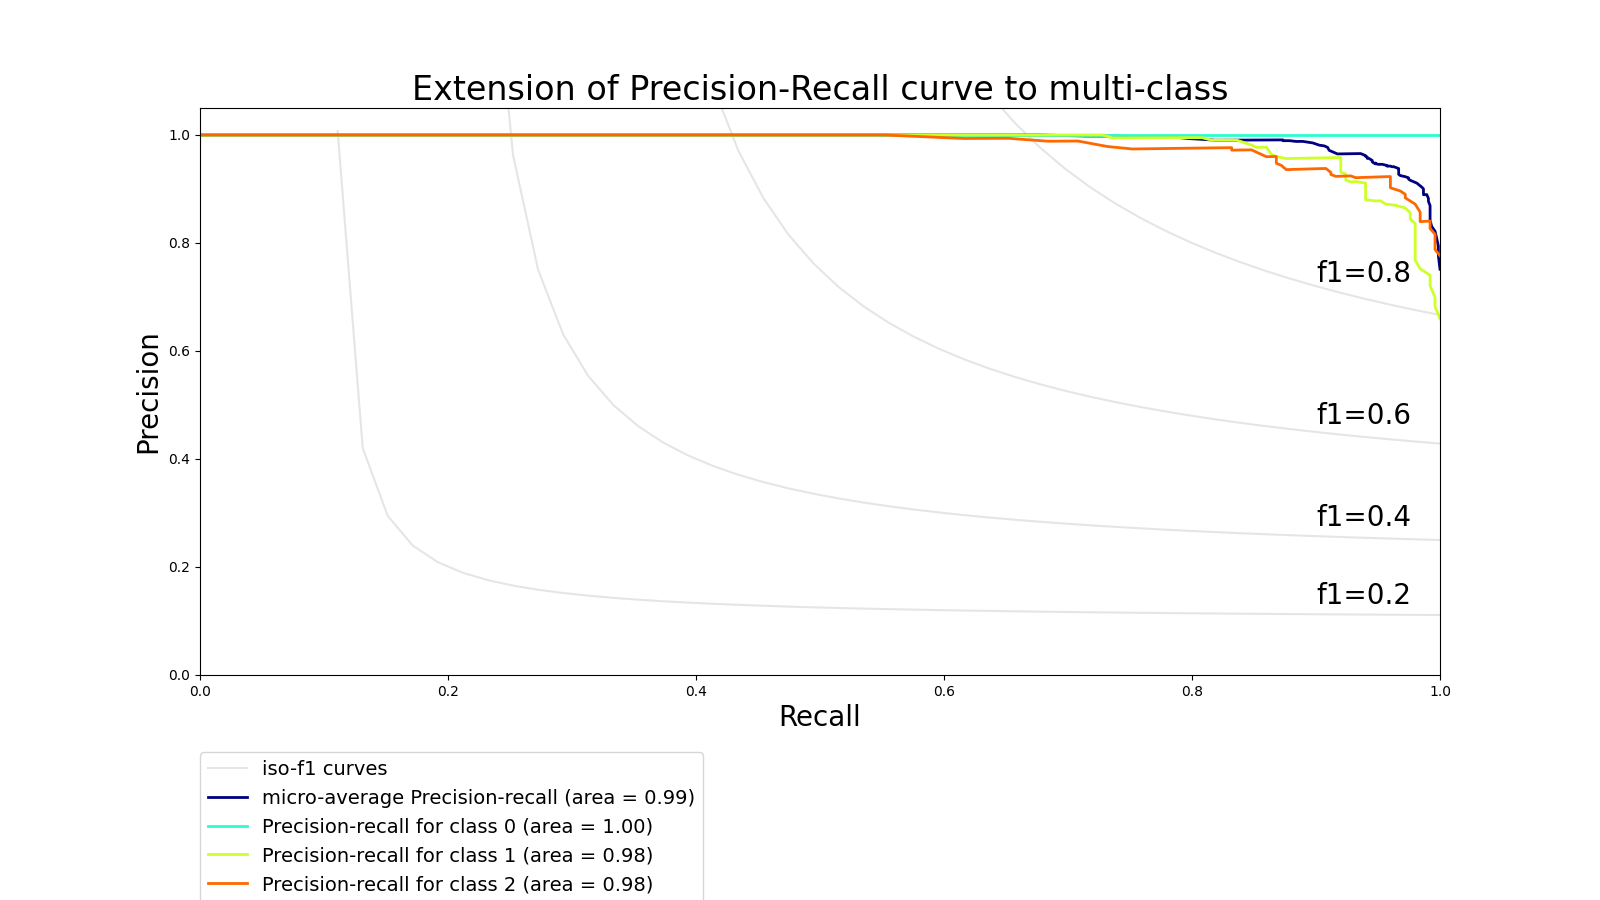 Extension of Precision-Recall curve to multi-class
1.0
0.8
0.6
0.4
0.2
0.0
Precision
f1=0.8
f1=0.6
f1=0.4
f1=0.2
0.0 0.2 0.4 0.6 0.8 1.0
Recall
iso-f1 curves
micro-average Precision-recall (area = 0.99)
Precision-recall for class 0 (area = 1.00)
Precision-recall for class 1 (area = 0.98)
Precision-recall for class 2 (area = 0.98)